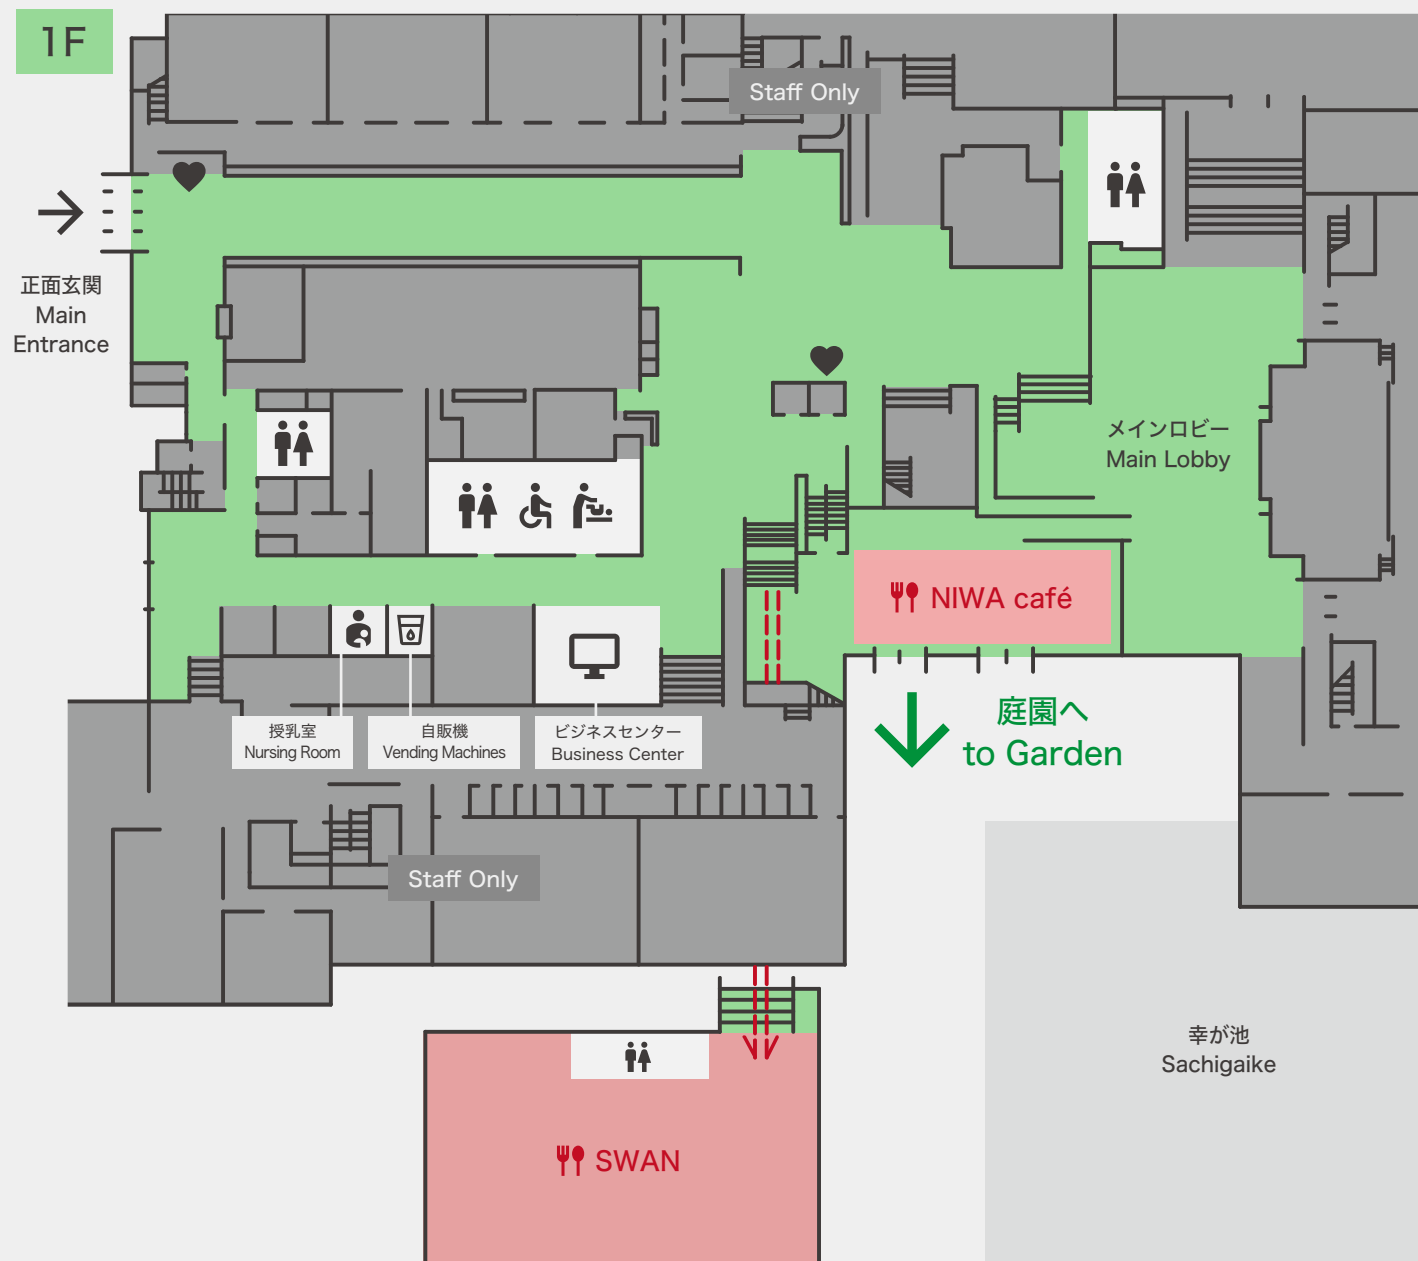 1F
Staff Only
正面玄関
Main
Entrance
メインロビー
Main Lobby
NIWA café
庭園へ
to Garden
授乳室
Nursing Room
自販機
Vending Machines
ビジネスセンター
Business Center
Staff Only
幸が池
Sachigaike
SWAN